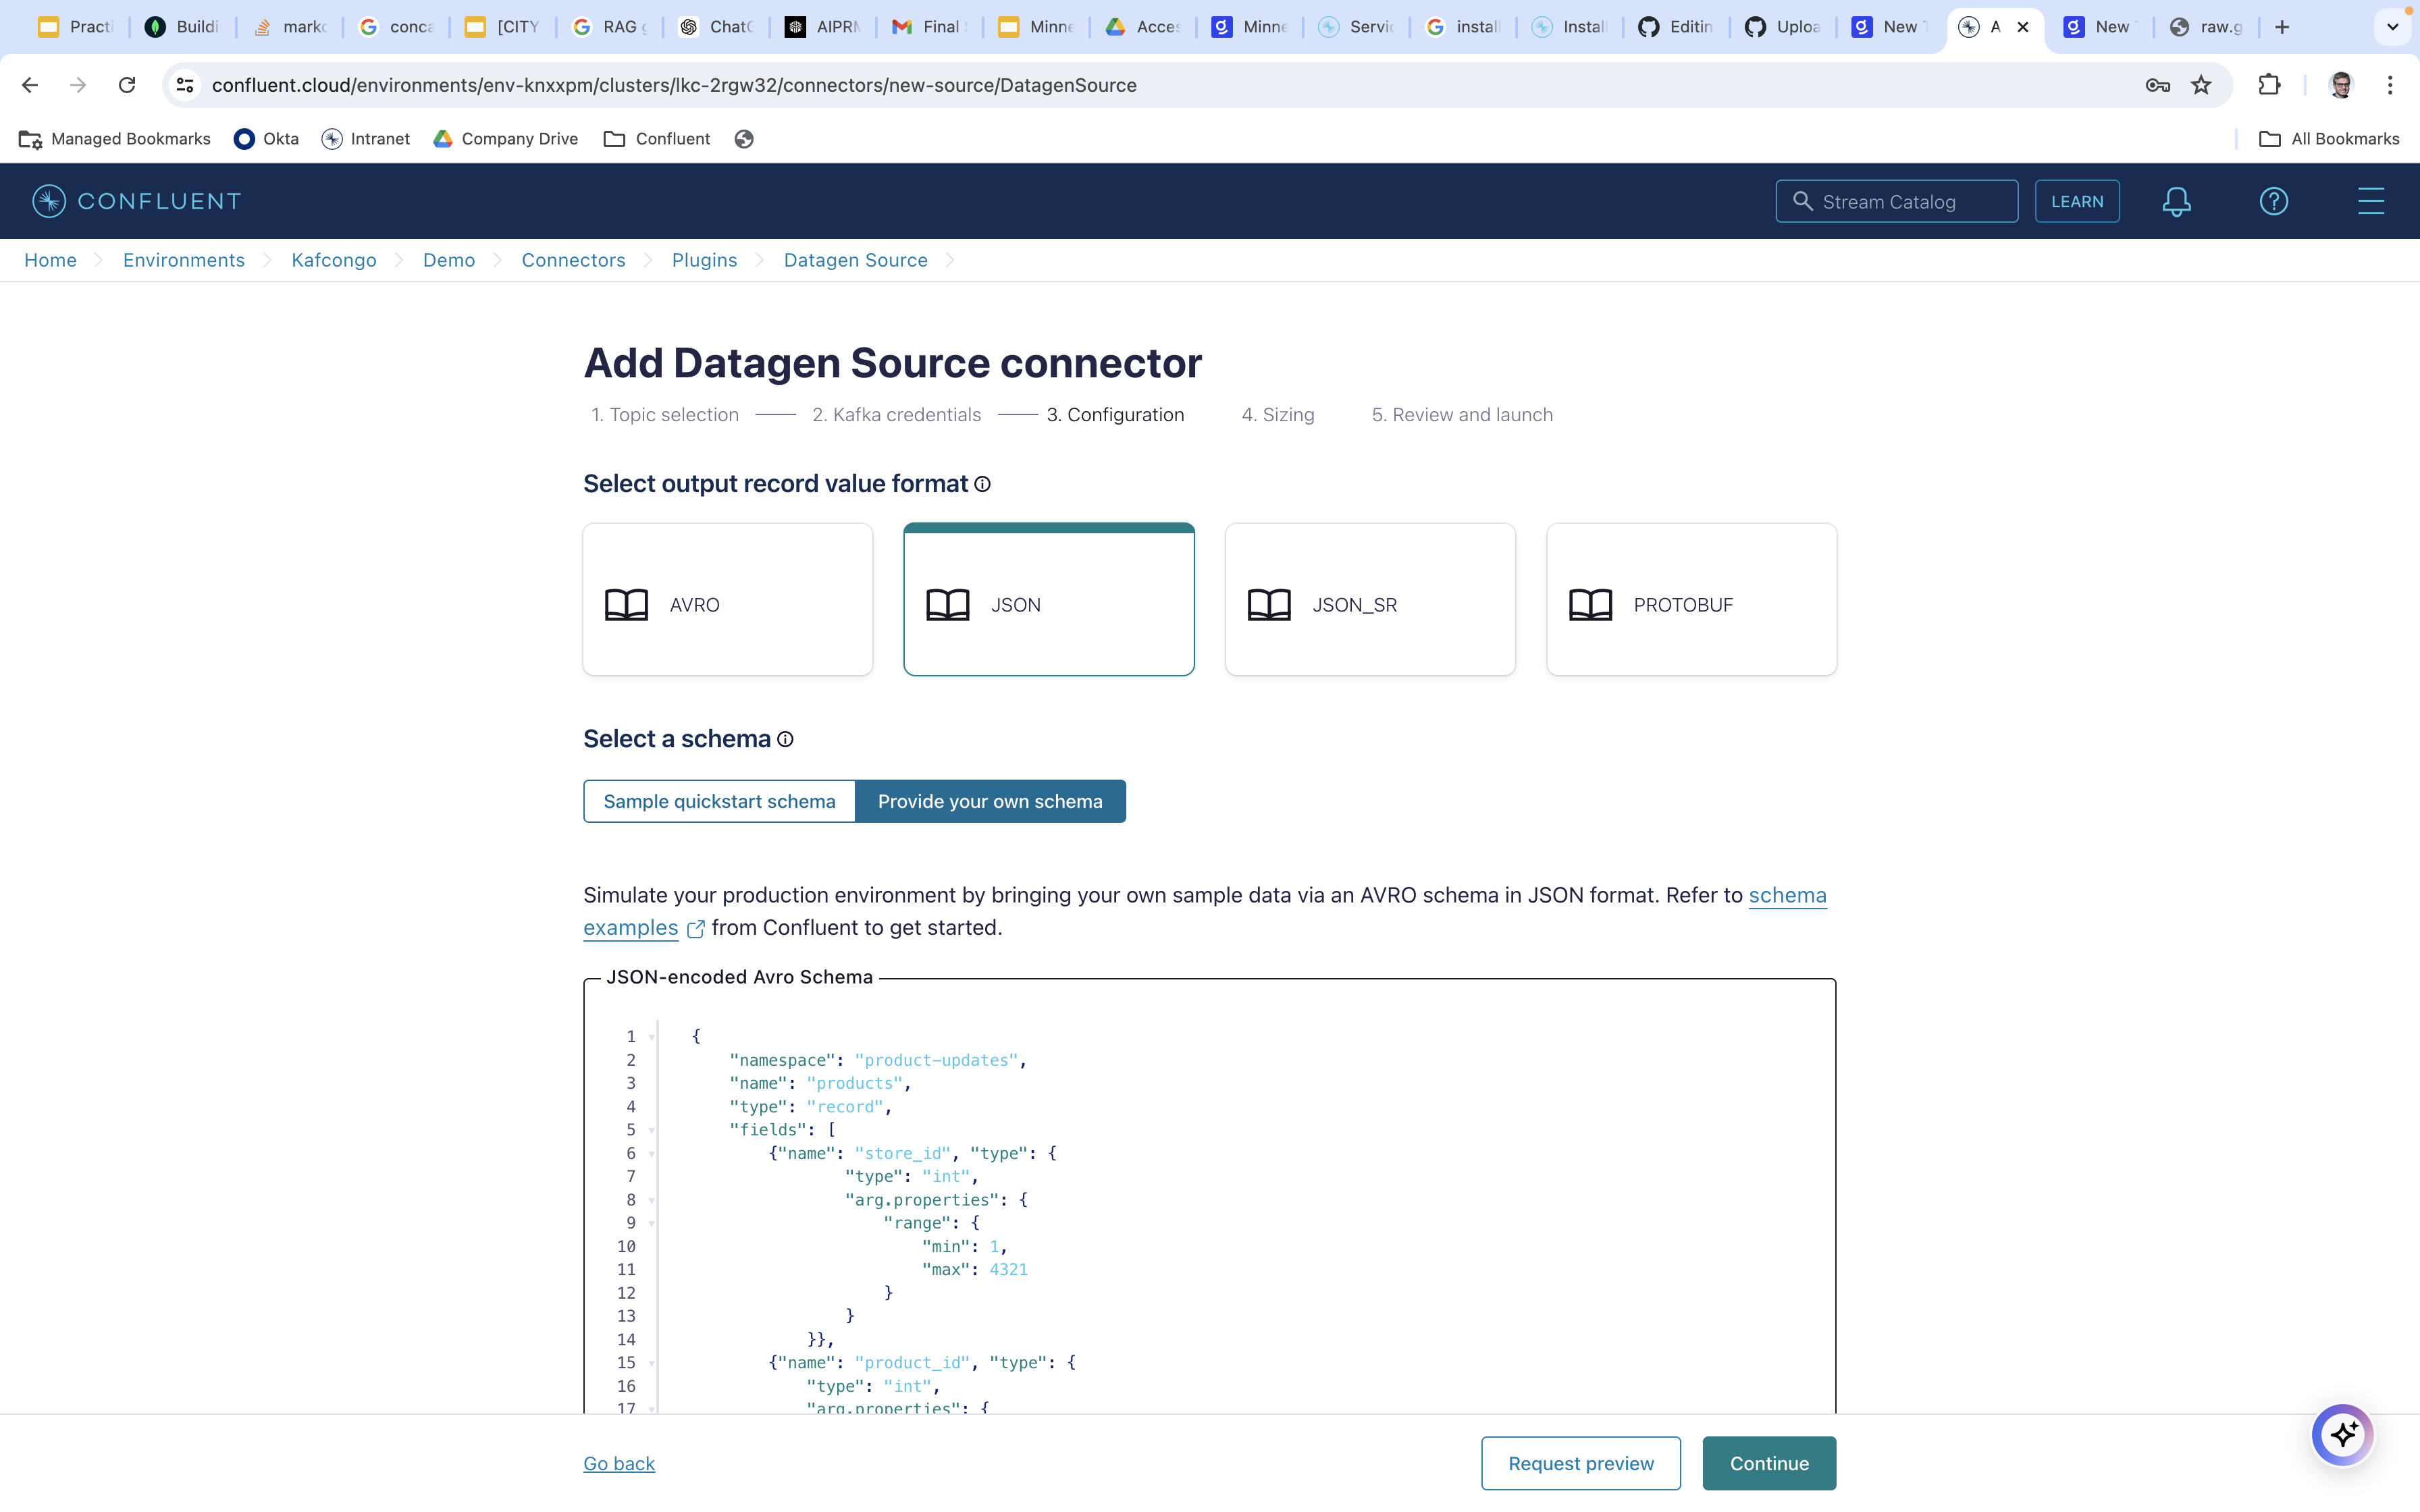 Practi
Buildi
mark
conca
[CITY
RAG g
ChatG
AIPRM
Final
Minne
Acces
Minne
Servic
install
Install
Editin
Uploa
New
A
New
raw.g
confluent.cloud/environments/env-knxxpm/clusters/lkc-2rgw32/connectors/new-source/DatagenSource
Managed Bookmarks
Okta
Intranet
Company Drive
Confluent
All Bookmarks
CONFLUENT
Stream Catalog
LEARN
Home
Environments
Kafcongo
Demo
Connectors
Plugins
Datagen Source
Add Datagen Source connector
1. Topic selection
2. Kafka credentials
3. Configuration
4. Sizing
5. Review and launch
Select output record value format
AVRO
JSON
JSON_SR
PROTOBUF
Select a schema
Sample quickstart schema
Provide your own schema
Simulate your production environment by bringing your own sample data via an AVRO schema in JSON format. Refer to schema
examples from Confluent to get started.
JSON-encoded Avro Schema
1 {
2 "namespace": "product-updates",
3 "name": "products",
4 "type": "record",
5 "fields": [
6 {"name": "store_id", "type": {
7 "type": "int",
8 "arg.properties": {
9 "range": {
10 "min": 1,
11 "max": 4321
12 }
13 }
14 }},
15 {"name": "product_id", "type": {
16 "type": "int",
17 "arg.properties": {
Go back
Request preview
Continue